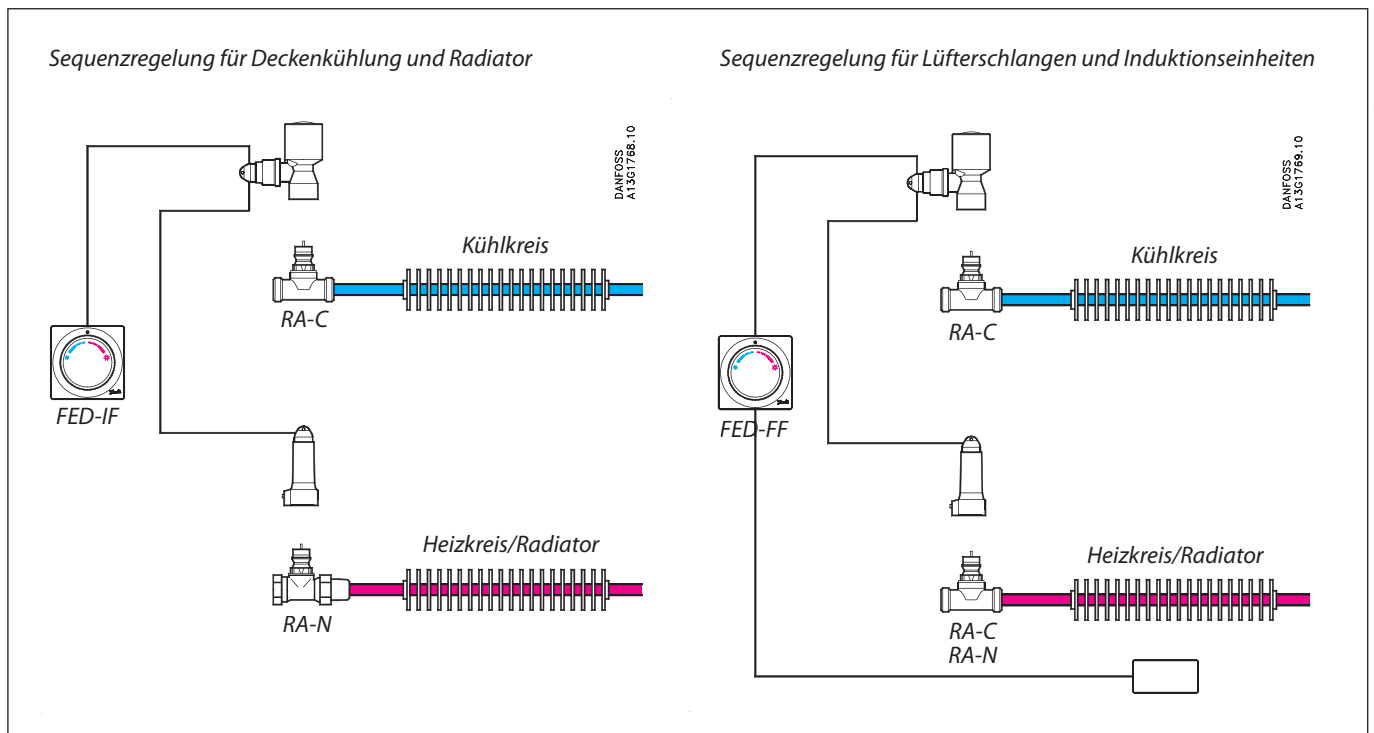 Sequenzregelung für Deckenkühlung und Radiator
DANFOSS
A13G1768.10
Kühlkreis
RA-C
FED-IF
Heizkreis/Radiator
RA-N
Sequenzregelung für Lüfterschlangen und Induktionseinheiten
DANFOSS
A13G1769.10
Kühlkreis
RA-C
FED-FF
Heizkreis/Radiator
RA-C
RA-N